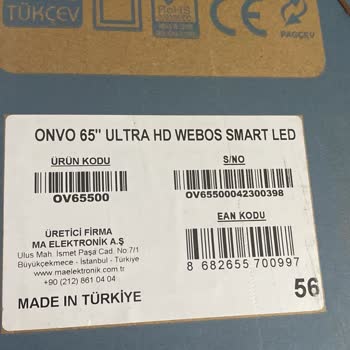 TÜKÇEV
RoHS
PAGÇEV
ONVO 65" ULTRA HD WEBOS SMART LED
ÜRÜN KODU
OV65500
S/NO
OV65500042300398
EAN KODU
8 682655 700997
ÜRETİCİ FİRMA
MA ELEKTRONİK A.Ş
Ulus Mah. İsmet Paşa Cad. No 7/1
Büyükçekmece - İstanbul - Türkiye
www.maelektronik.com.tr
+90 (212) 861 04 04
MADE IN TÜRKİYE
56